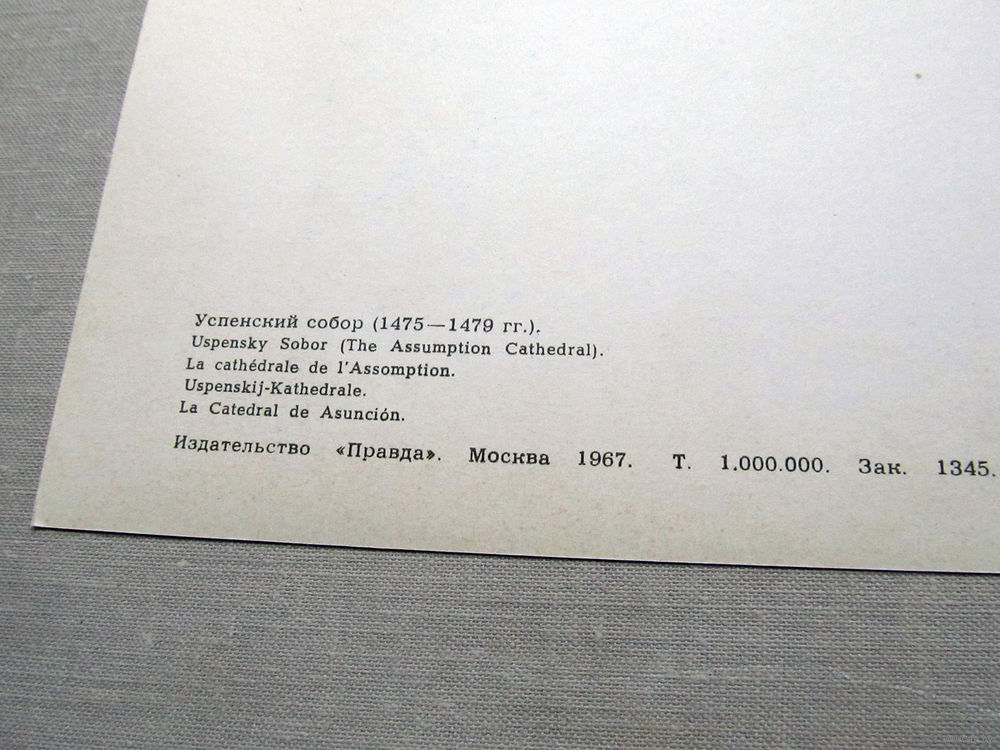 Успенский собор (1475—1479 гг.).
Uspensky Sobor (The Assumption Cathedral).
La cathédrale de l'Assomption.
Uspenskij-Kathedrale.
La Catedral de Asunción.
Издательство «Правда». Москва 1967. Т. 1.000.000. Зак. 1345.